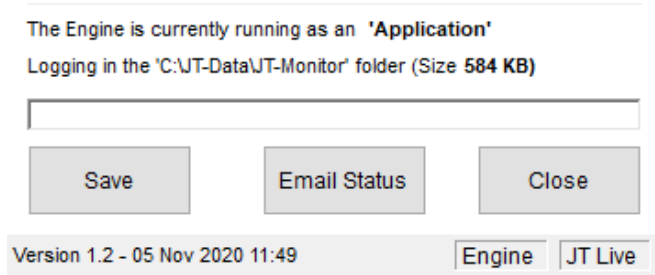 The Engine is currently running as an 'Application'
Logging in the 'C:\JT-Data\JT-Monitor' folder (Size 584 KB)
Save Email Status Close
Version 1.2 - 05 Nov 2020 11:49 Engine JT Live